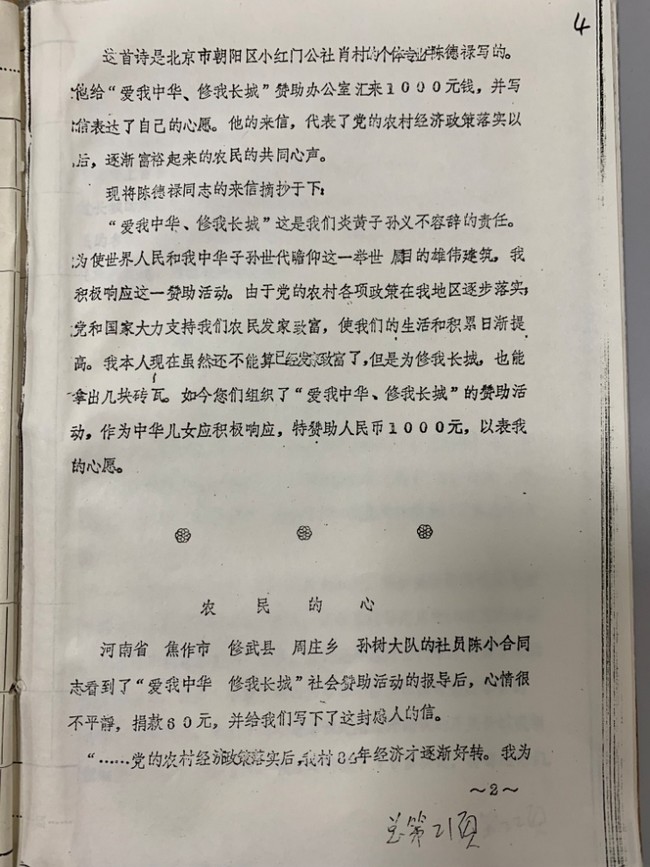 4
这首诗是北京市朝阳区小红门公社肖村的个体专业户陈德禄写的。
他给“爱我中华、修我长城”赞助办公室汇来1000元钱，并写
信表达了自己的心愿。他的来信，代表了党的农村经济政策落实以
后，逐渐富裕起来的农民的共同心声。
现将陈德禄同志的来信摘抄于下：
“爱我中华、修我长城”这是我们炎黄子孙义不容辞的责任。
为使世界人民和我中华子孙世代瞻仰这一举世 属目的雄伟建筑，我
积极响应这一赞助活动。由于党的农村各项政策在我地区逐步落实，
党和国家大力支持我们农民发家致富，使我们的生活和积累日渐提
高。我本人现在虽然还不能算已经发家致富了，但是为修我长城，也能
拿出几块砖瓦。如今您们组织了“爱我中华、修我长城”的赞助活
动，作为中华儿女应积极响应，特赞助人民币1000元，以表我
的心愿。
农 民 的 心
河南省 焦作市 修武县 周庄乡 孙树大队的社员陈小合同
志看到了“爱我中华 修我长城”社会赞助活动的报导后，心情很
不平静，捐款60元，并给我们写下了这封感人的信。
“……党的农村经济政策落实后，我村84年经济才逐渐好转。我为
～2～
总第21页